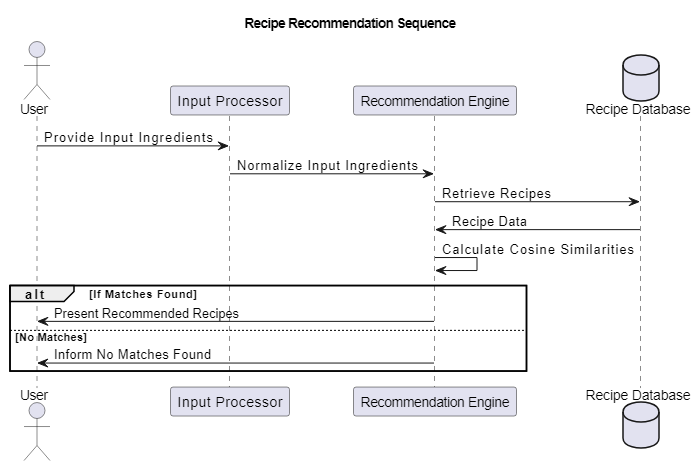 Recipe Recommendation Sequence
User
Input Processor
Recommendation Engine
Recipe Database
Provide Input Ingredients
Normalize Input Ingredients
Retrieve Recipes
Recipe Data
Calculate Cosine Similarities
alt [If Matches Found]
Present Recommended Recipes
[No Matches]
Inform No Matches Found
User
Input Processor
Recommendation Engine
Recipe Database